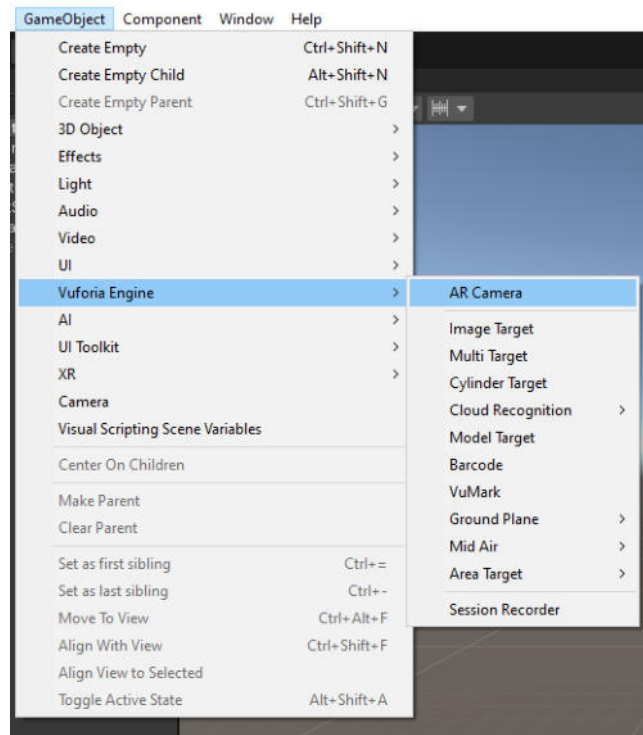 GameObject Component Window Help
Create Empty Ctrl+Shift+N
Create Empty Child Alt+Shift+N
Create Empty Parent Ctrl+Shift+G
3D Object
Effects
Light
Audio
Video
UI
Vuforia Engine
AI
UI Toolkit
XR
Camera
Visual Scripting Scene Variables
Center On Children
Make Parent
Clear Parent
Set as first sibling Ctrl+=
Set as last sibling Ctrl+-
Move To View Ctrl+Alt+F
Align With View Ctrl+Shift+F
Align View to Selected
Toggle Active State Alt+Shift+A
AR Camera
Image Target
Multi Target
Cylinder Target
Cloud Recognition
Model Target
Barcode
VuMark
Ground Plane
Mid Air
Area Target
Session Recorder